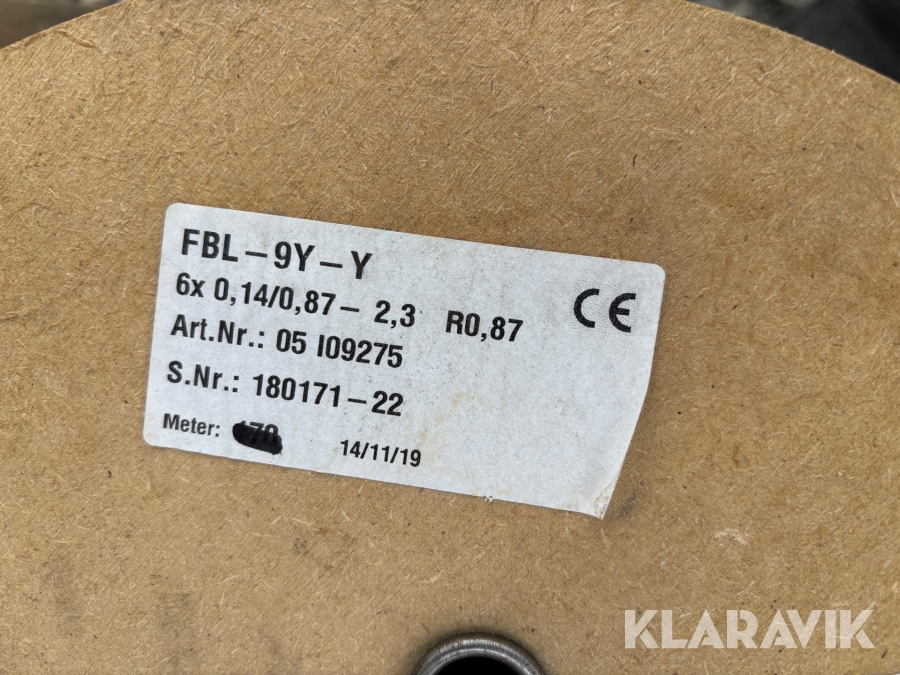 FBL-9Y-Y
6x 0,14/0,87- 2,3 R0,87
CE
Art.Nr.: 05 I09275
S.Nr.: 180171-22
Meter: 14/11/19
KLARAVIK